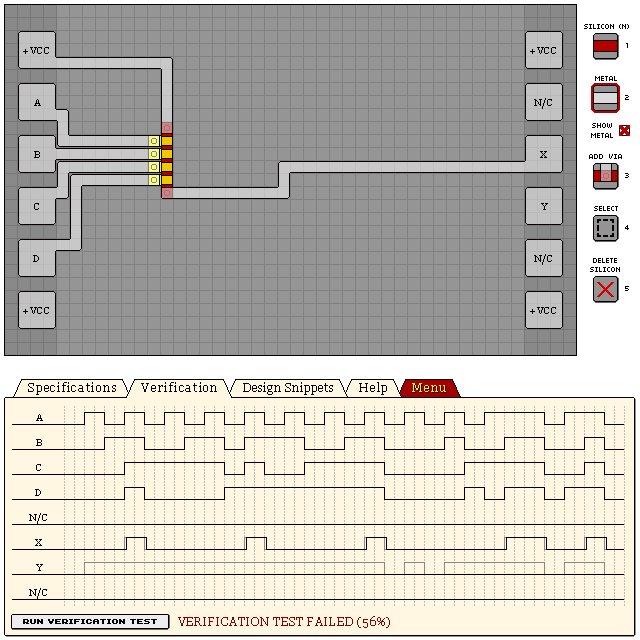 SILICON (N)
1
METAL
2
SHOW
METAL
ADD VIA
3
SELECT
4
DELETE
SILICON
5
+VCC
A
B
C
D
+VCC
+VCC
N/C
X
Y
N/C
+VCC
Specifications
Verification
Design Snippets
Help
Menu
A
B
C
D
N/C
X
Y
N/C
RUN VERIFICATION TEST
VERIFICATION TEST FAILED (56%)